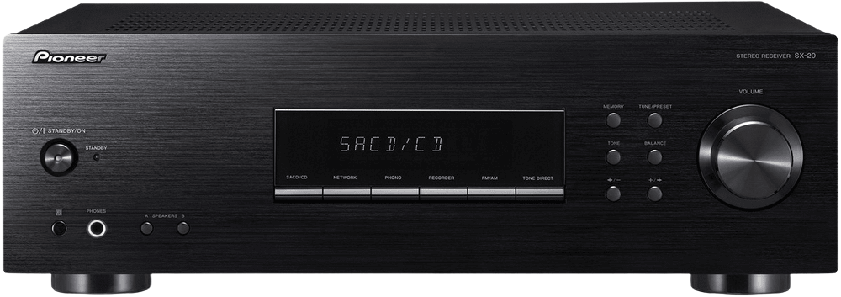 Pioneer
STEREO RECEIVER SX-20
VOLUME
MEMORY TUNE/PRESET
⏻/I STANDBY/ON
STANDBY
SACD/CD
TONE BALANCE
SACD/CD NETWORK PHONO RECORDER FM/AM TONE DIRECT
PHONES
A SPEAKERS B